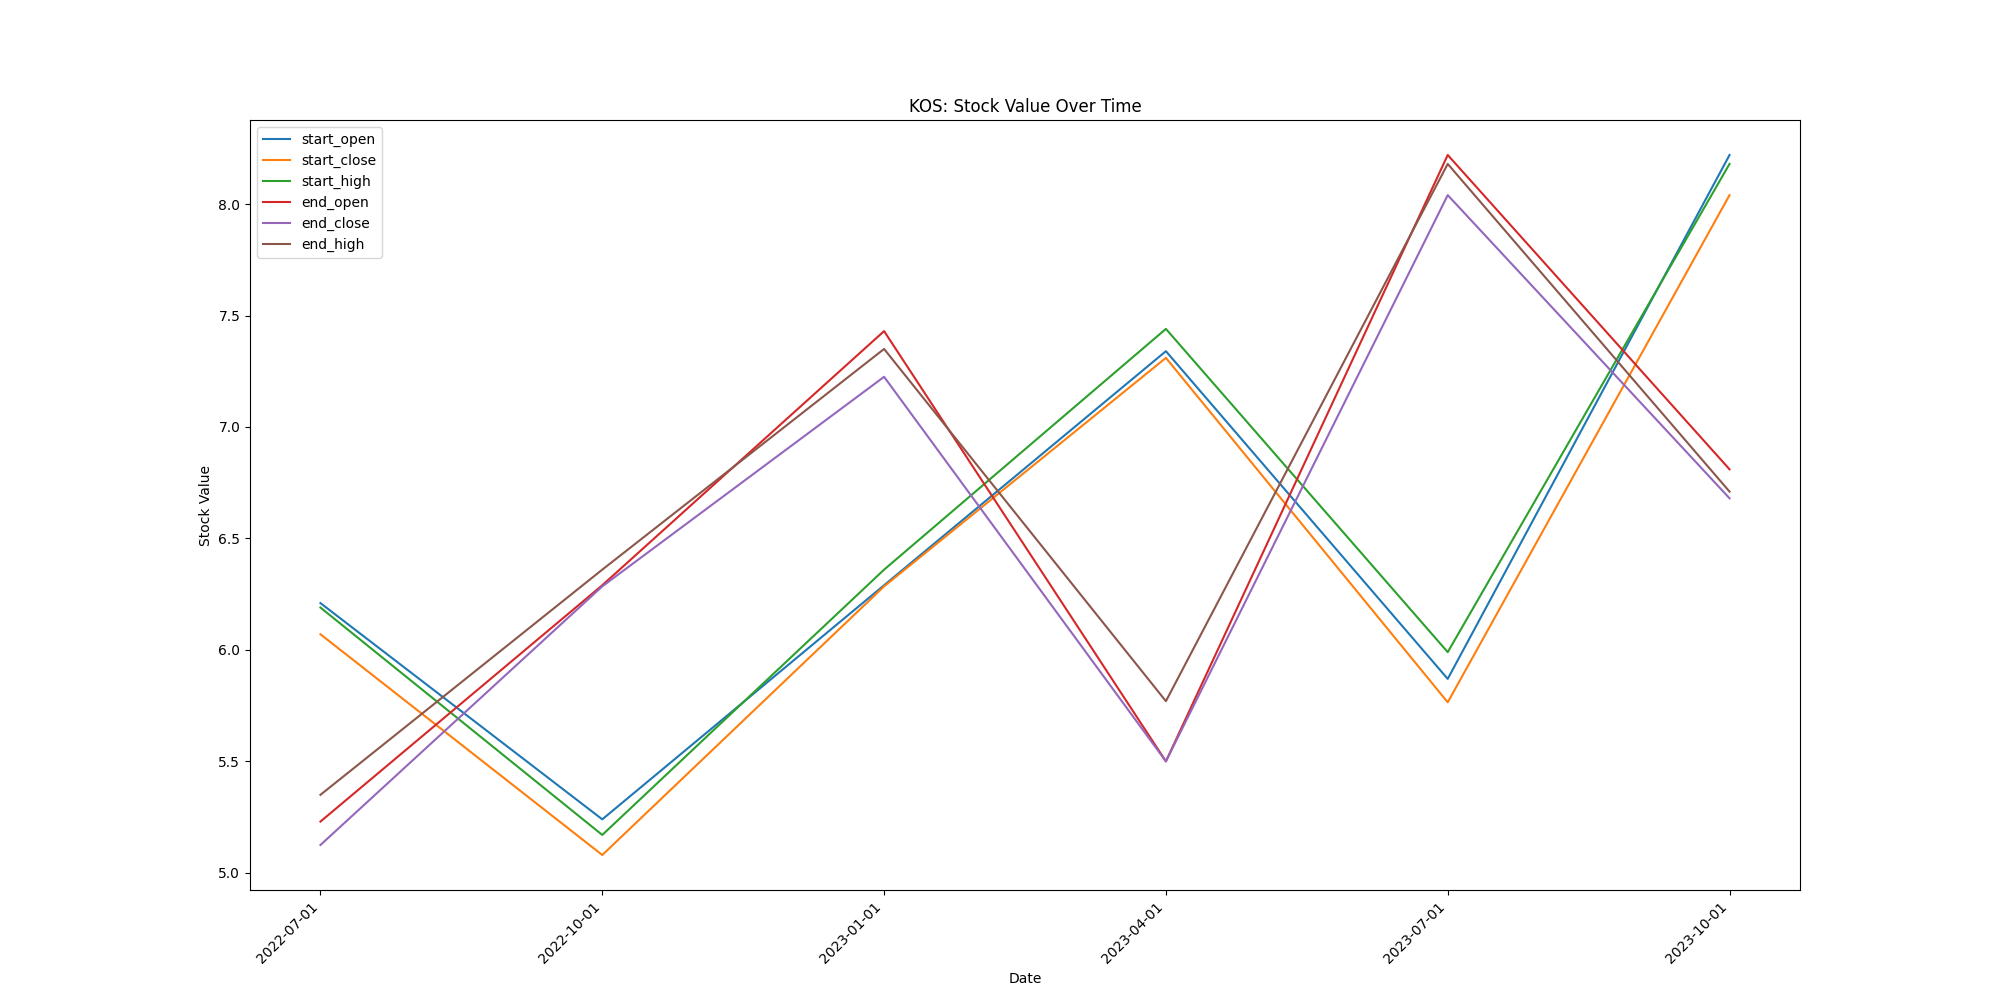 KOS: Stock Value Over Time
start_open
start_close
start_high
end_open
end_close
end_high
8.0
7.5
7.0
6.5
6.0
5.5
5.0
Stock Value
2022-07-01
2022-10-01
2023-01-01
2023-04-01
2023-07-01
2023-10-01
Date